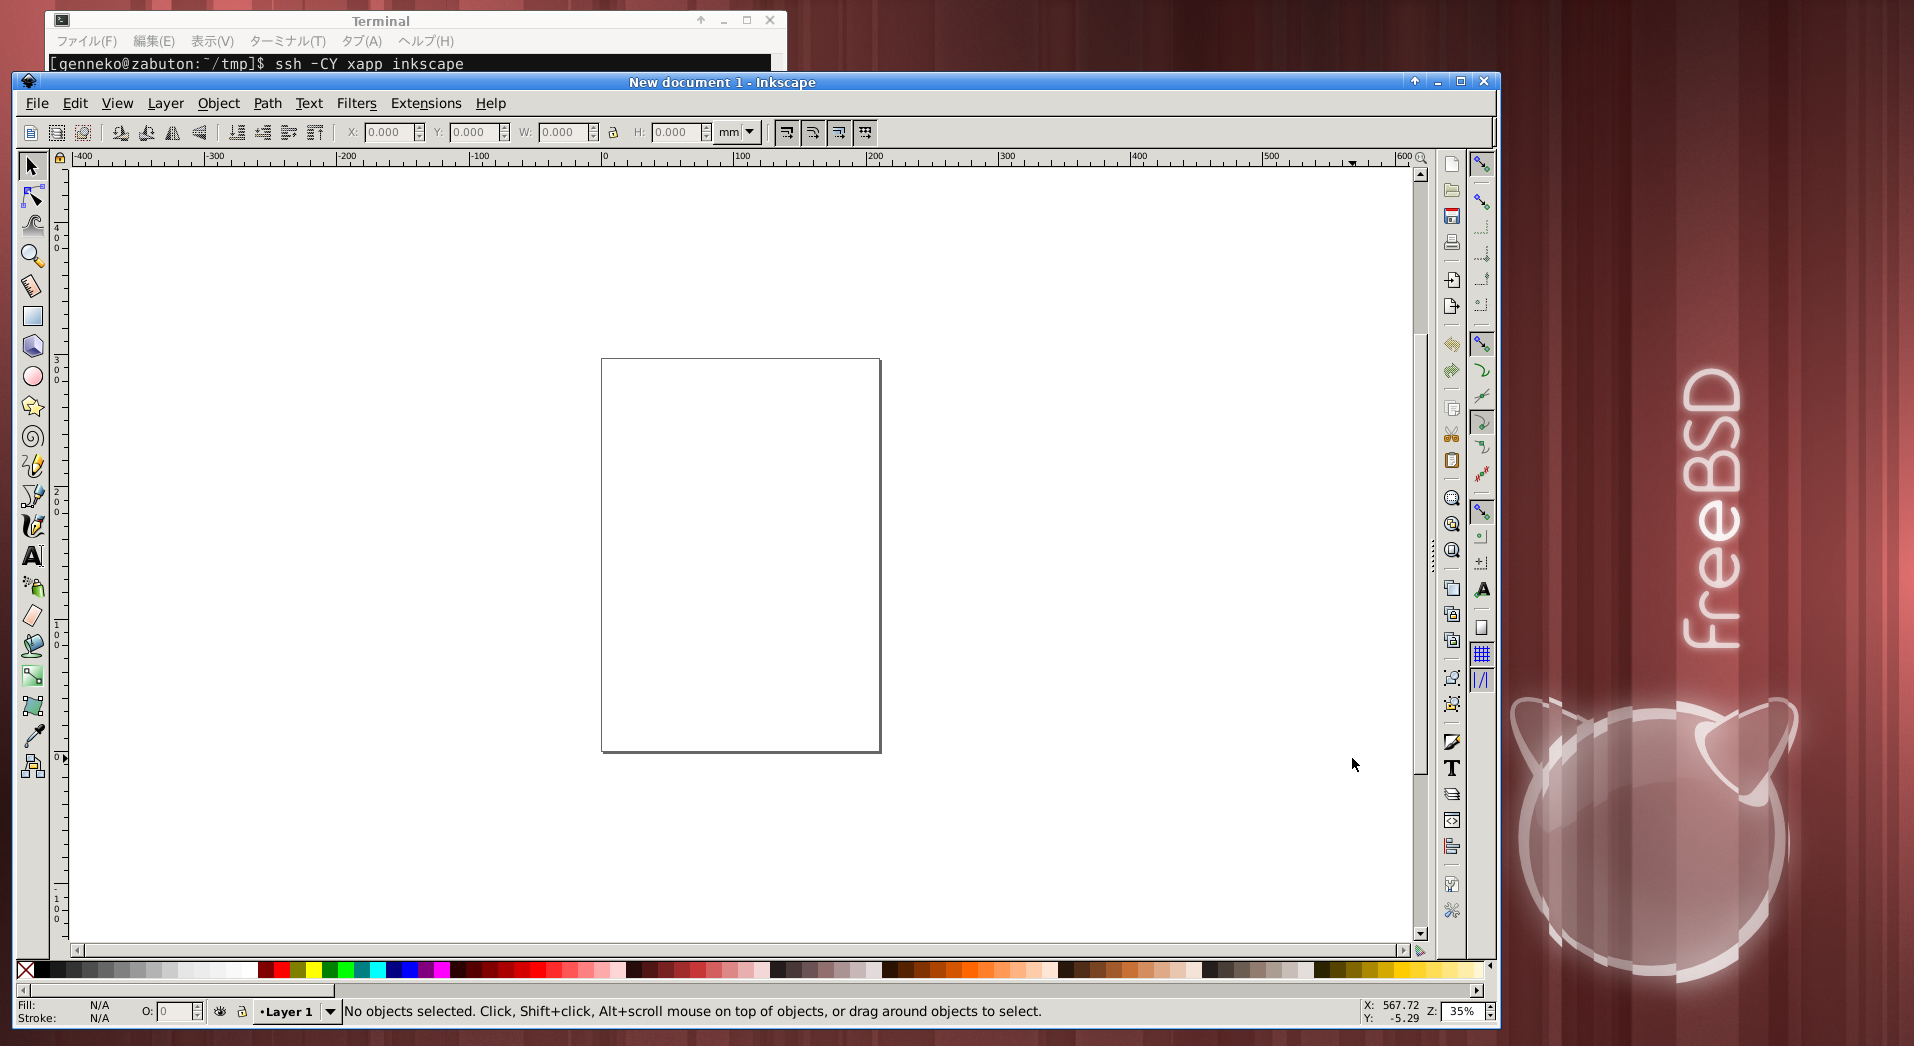 Terminal
ファイル(F) 編集(E) 表示(V) ターミナル(T) タブ(A) ヘルプ(H)
[genneko@zabuton:~/tmp]$ ssh -CY xapp inkscape
New document 1 - Inkscape
File Edit View Layer Object Path Text Filters Extensions Help
X: 0.000 Y: 0.000 W: 0.000 H: 0.000 mm
-400 -300 -200 -100 0 100 200 300 400 500 600
400
300
200
100
0
-100
freeBSD
Fill: N/A
Stroke: N/A
O: 0
•Layer 1
No objects selected. Click, Shift+click, Alt+scroll mouse on top of objects, or drag around objects to select.
X: 567.72
Y: -5.29
Z: 35%